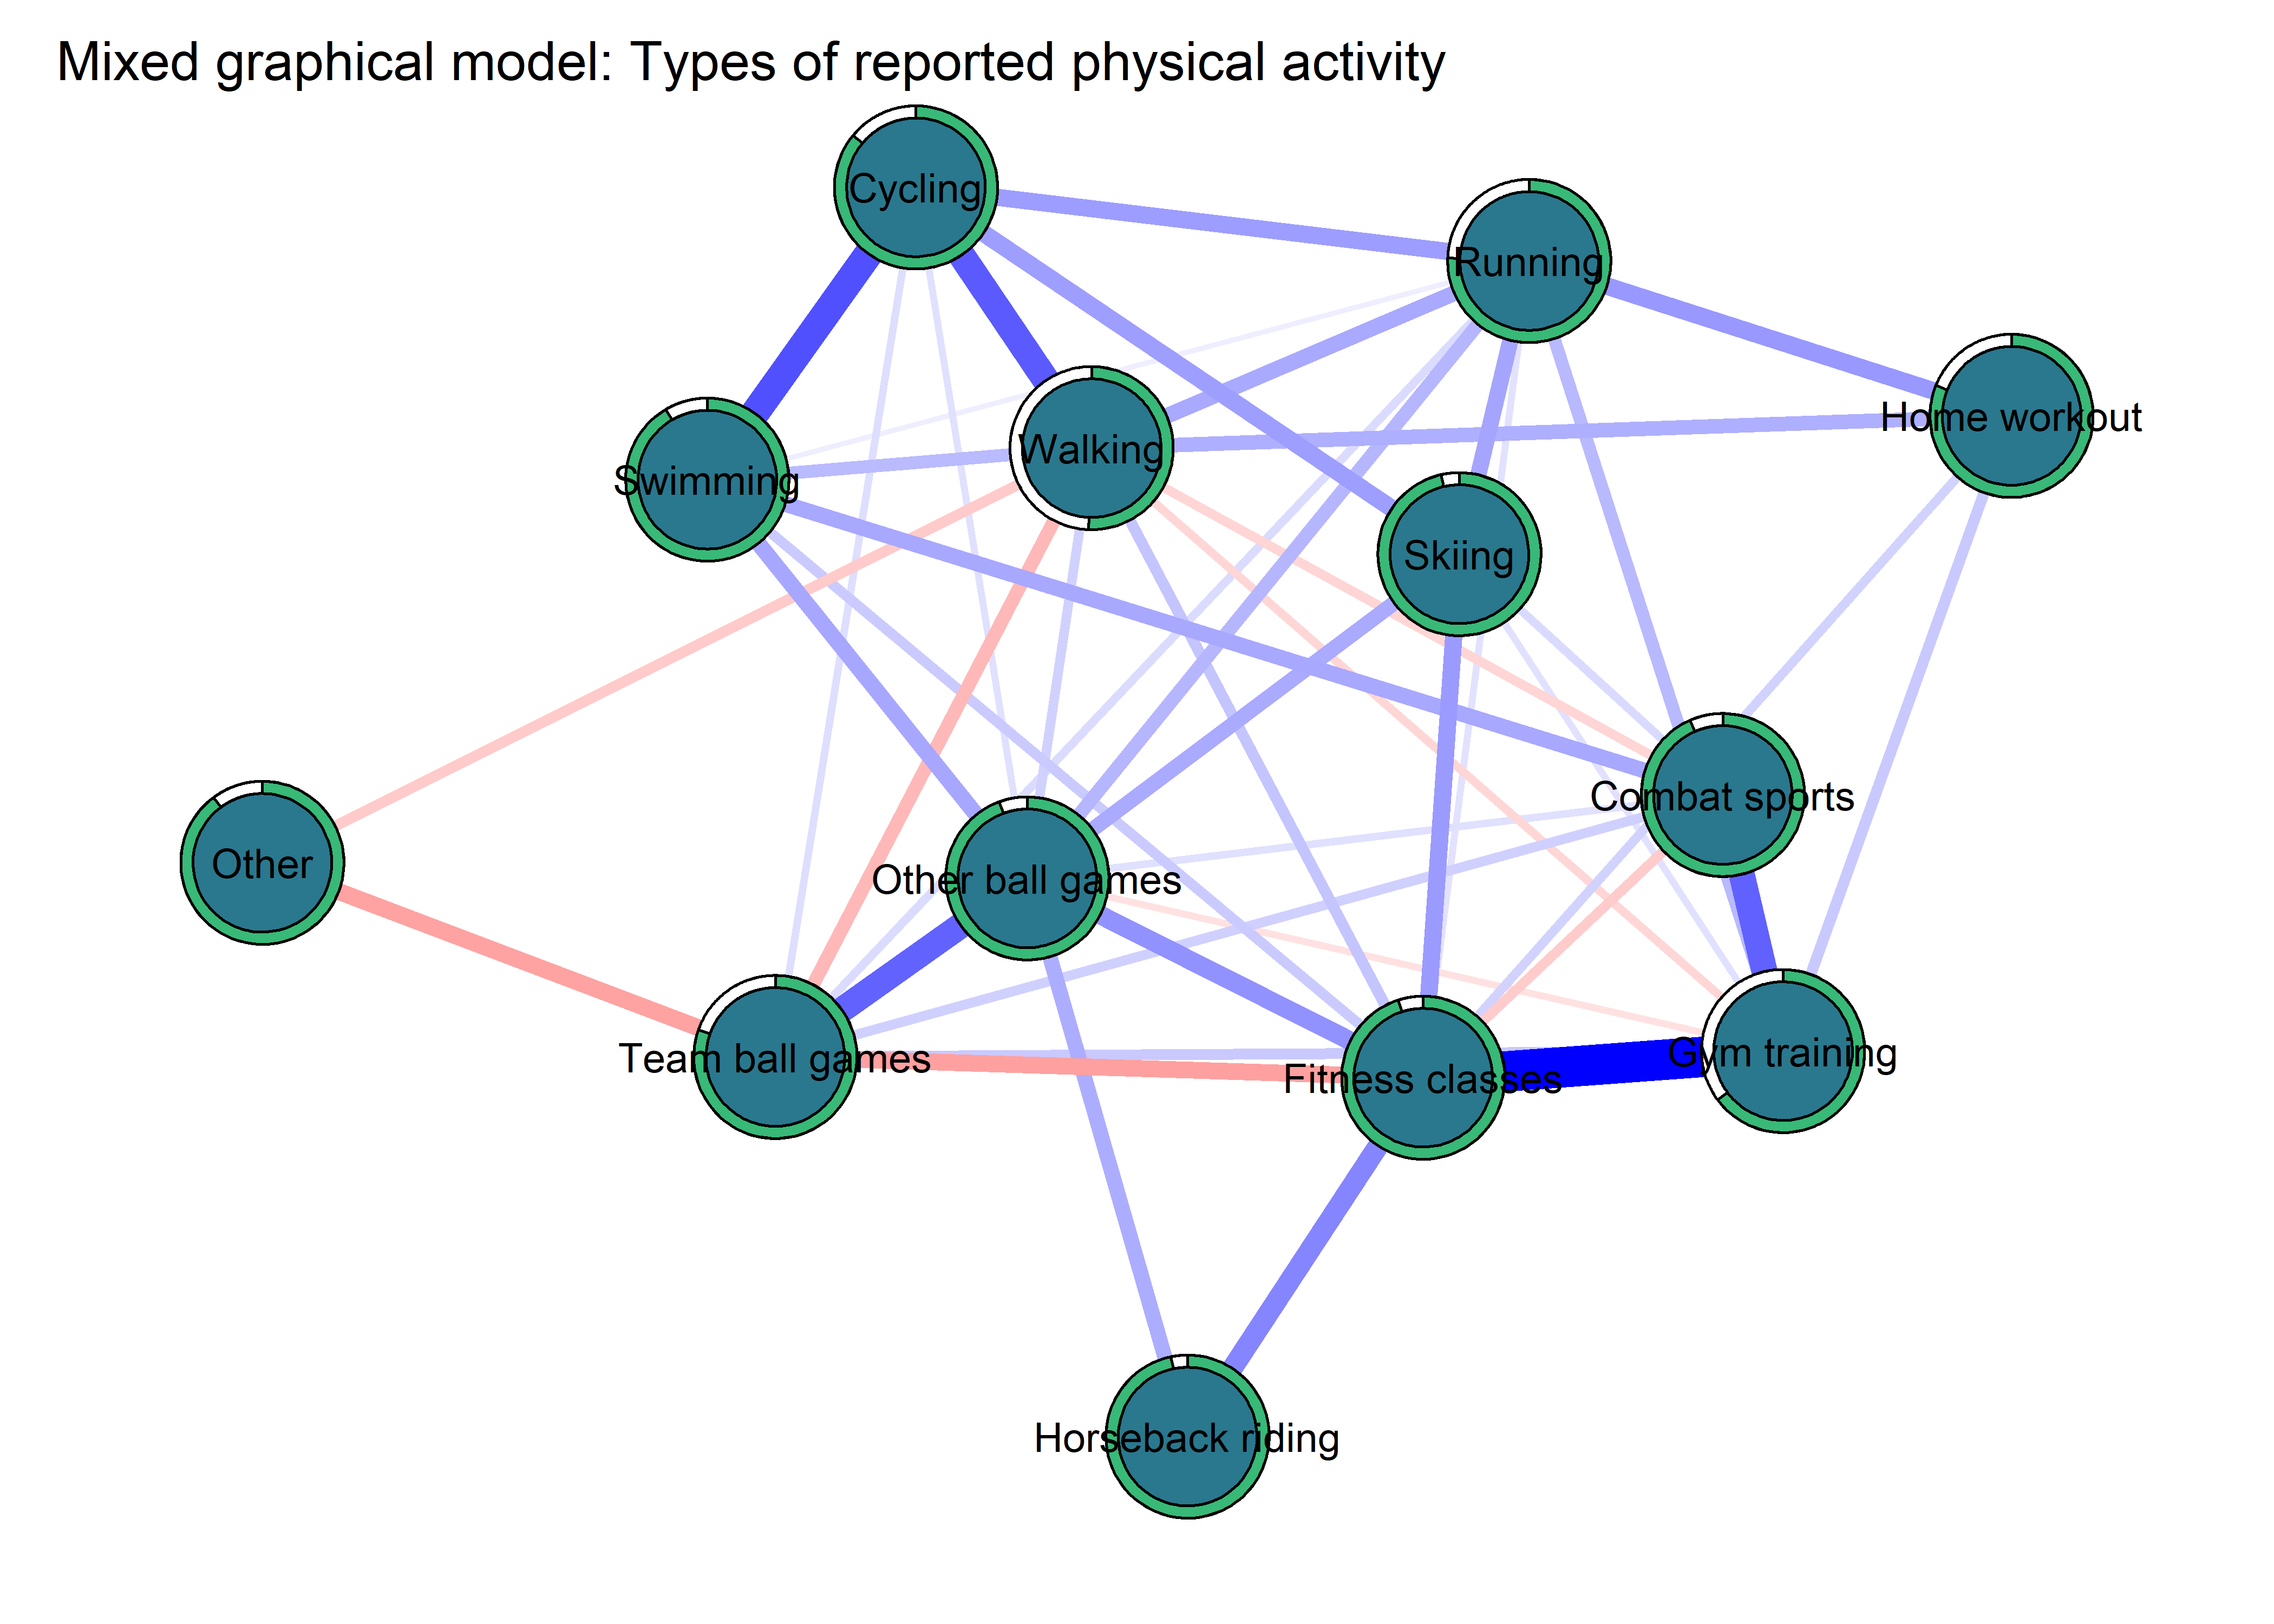 Mixed graphical model: Types of reported physical activity
Cycling
Running
Home workout
Walking
Swimming
Skiing
Combat sports
Other
Other ball games
Team ball games
Fitness classes
Gym training
Horseback riding